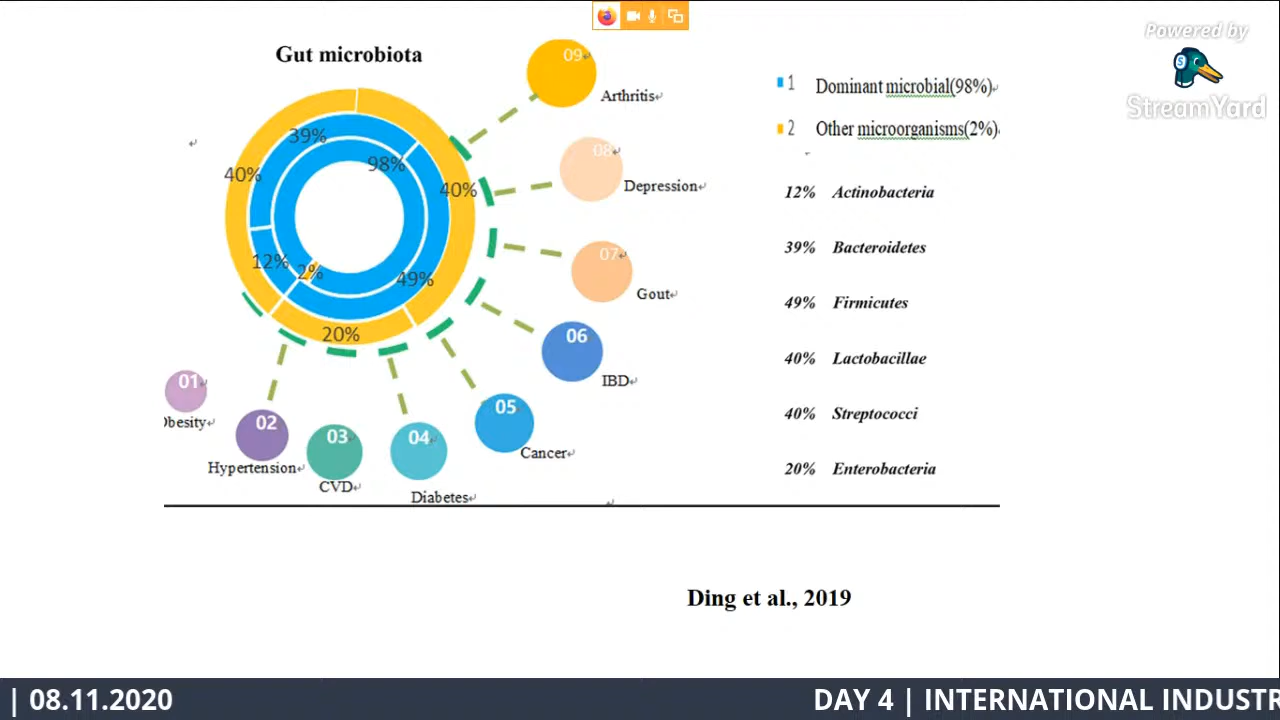 Powered by
StreamYard
Gut microbiota
39%
98%
40%
40%
12%
2%
49%
20%
09
Arthritis
08
Depression
07
Gout
06
IBD
05
Cancer
04
Diabetes
03
CVD
02
Hypertension
01
Obesity
1 Dominant microbial(98%)
2 Other microorganisms(2%)
12% Actinobacteria
39% Bacteroidetes
49% Firmicutes
40% Lactobacillae
40% Streptococci
20% Enterobacteria
Ding et al., 2019
| 08.11.2020
DAY 4 | INTERNATIONAL INDUSTR